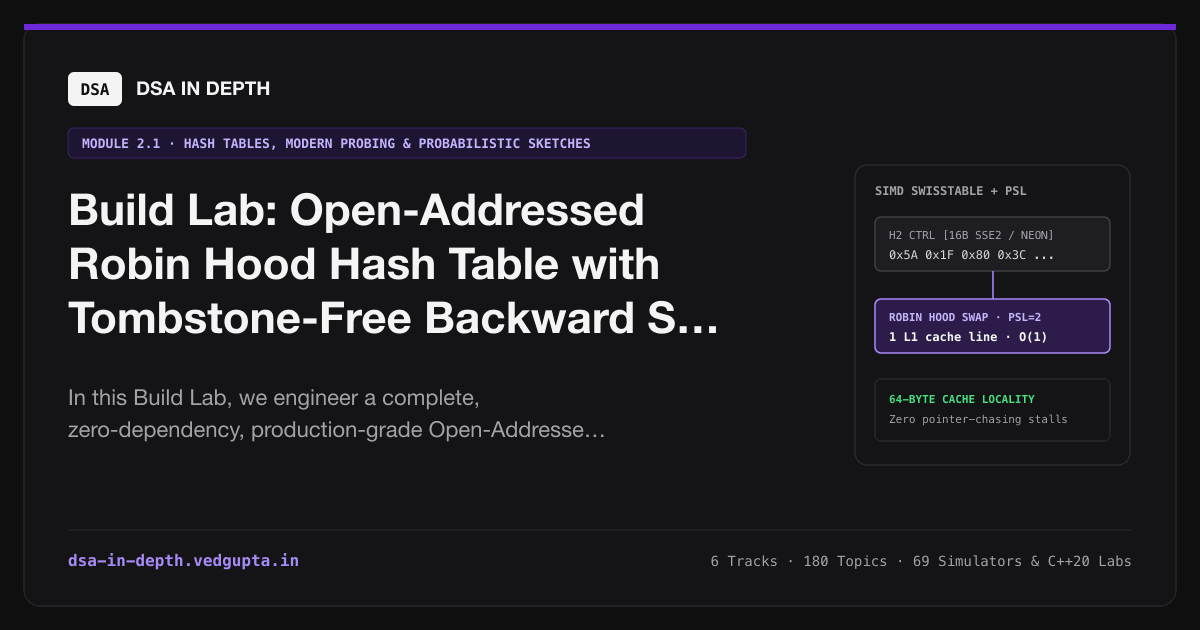 DSA DSA IN DEPTH
MODULE 2.1 · HASH TABLES, MODERN PROBING & PROBABILISTIC SKETCHES
Build Lab: Open-Addressed
Robin Hood Hash Table with
Tombstone-Free Backward S...
In this Build Lab, we engineer a complete,
zero-dependency, production-grade Open-Addresse...
SIMD SWISSTABLE + PSL
H2 CTRL [16B SSE2 / NEON]
0x5A 0x1F 0x80 0x3C ...
ROBIN HOOD SWAP · PSL=2
1 L1 cache line · O(1)
64-BYTE CACHE LOCALITY
Zero pointer-chasing stalls
dsa-in-depth.vedgupta.in
6 Tracks · 180 Topics · 69 Simulators & C++20 Labs